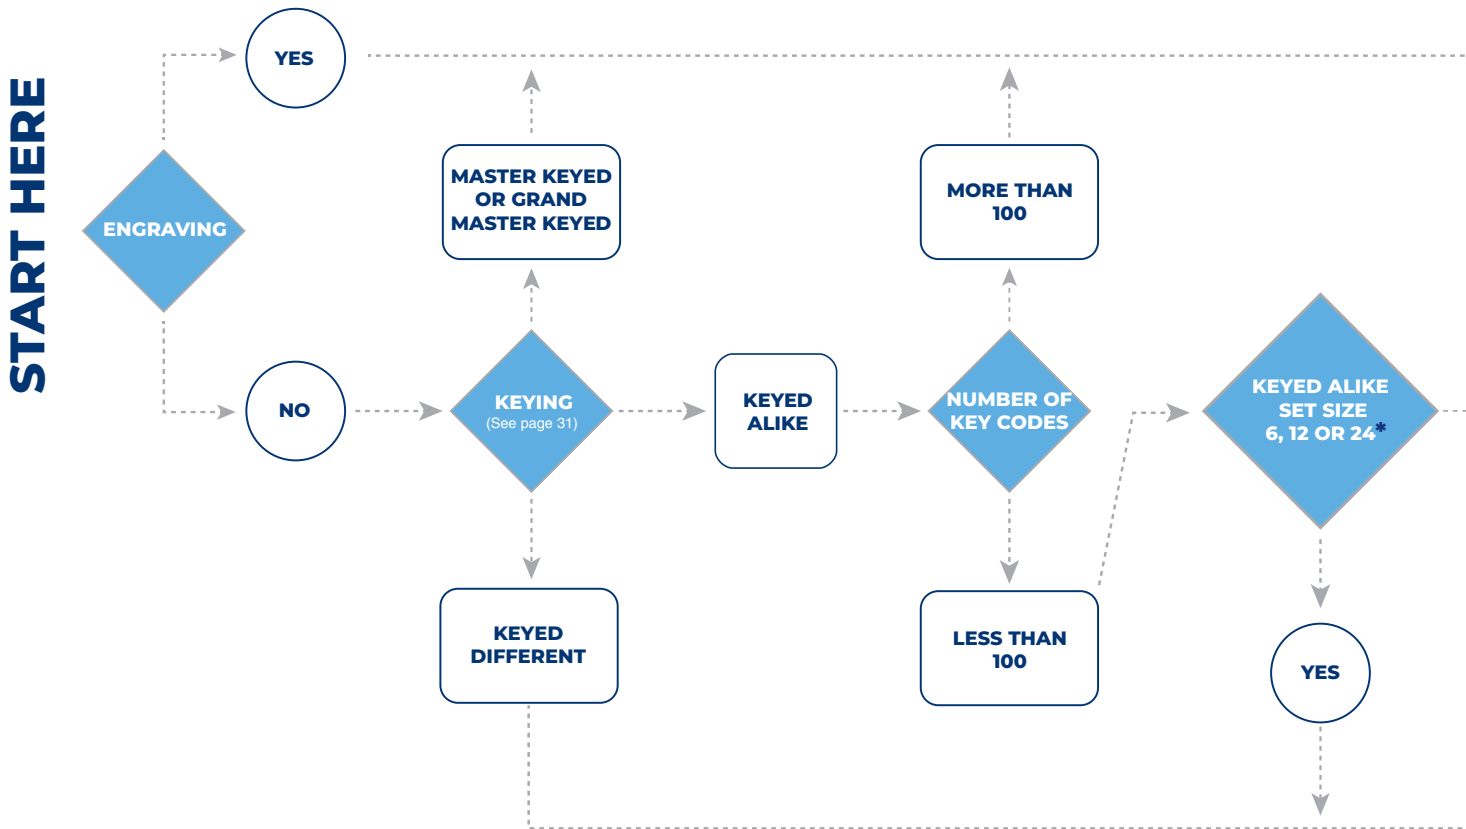 START HERE
YES
ENGRAVING
NO
MASTER KEYED
OR GRAND
MASTER KEYED
KEYING
(See page 31)
KEYED
DIFFERENT
KEYED
ALIKE
MORE THAN
100
NUMBER OF
KEY CODES
LESS THAN
100
KEYED ALIKE
SET SIZE
6, 12 OR 24*
YES